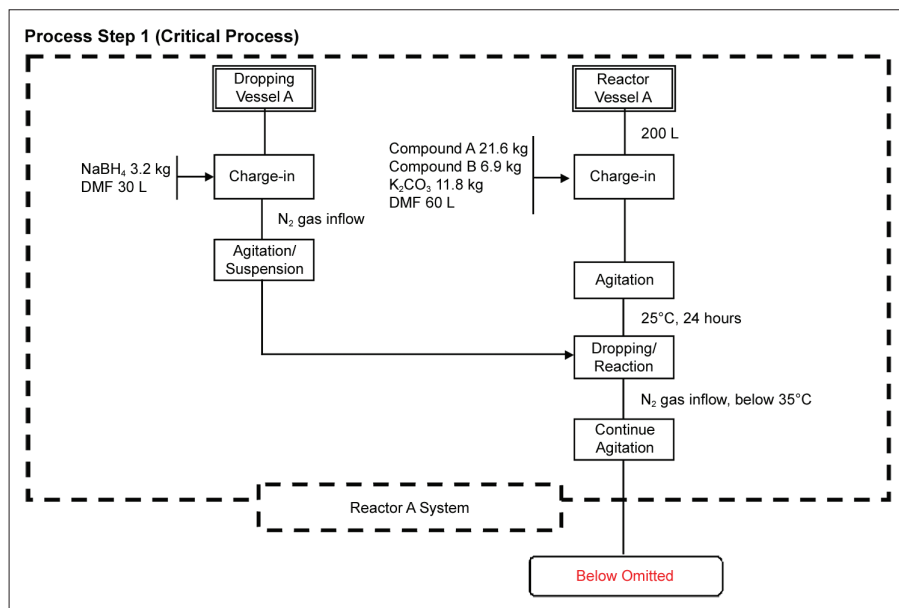 Process Step 1 (Critical Process)
Dropping
Vessel A
Reactor
Vessel A
200 L
NaBH₄ 3.2 kg
DMF 30 L
Charge-in
Compound A 21.6 kg
Compound B 6.9 kg
K₂CO₃ 11.8 kg
DMF 60 L
Charge-in
N₂ gas inflow
Agitation/
Suspension
Agitation
25°C, 24 hours
Dropping/
Reaction
N₂ gas inflow, below 35°C
Continue
Agitation
Reactor A System
Below Omitted